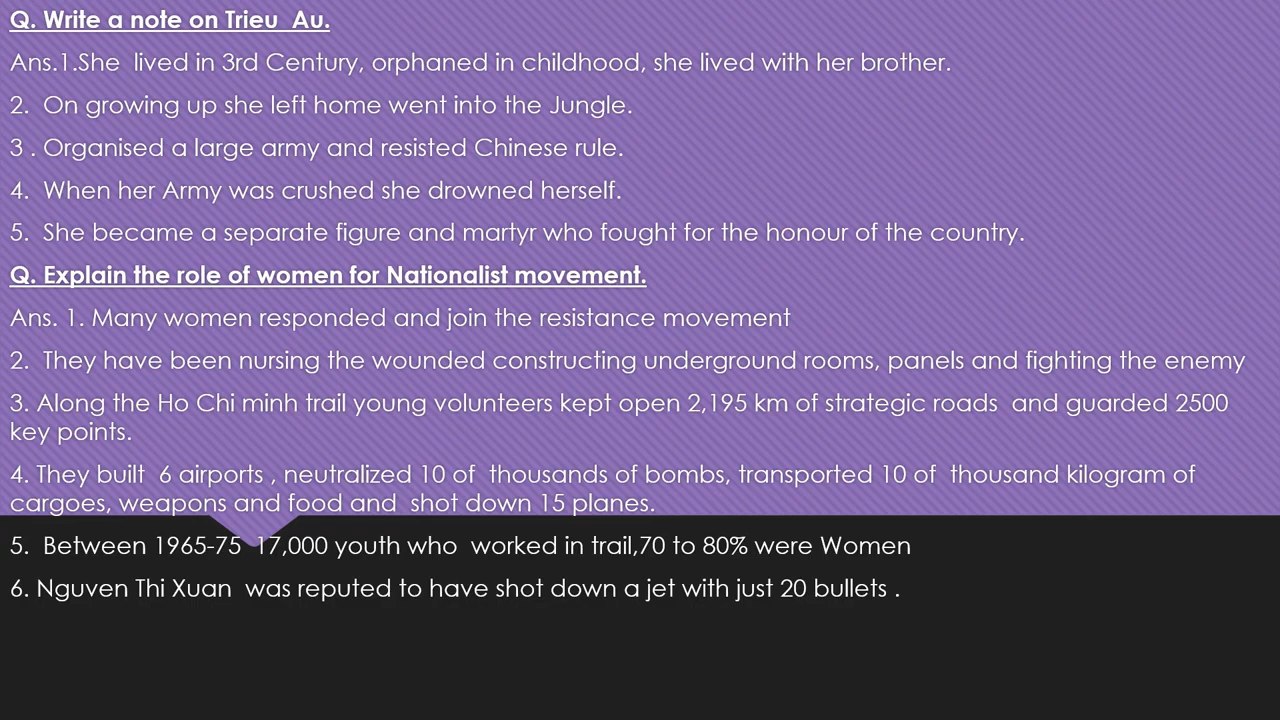 Q. Write a note on Trieu  Au.
Ans.1.She  lived in 3rd Century, orphaned in childhood, she lived with her brother.
2.  On growing up she left home went into the Jungle.
3 . Organised a large army and resisted Chinese rule.
4.  When her Army was crushed she drowned herself.
5.  She became a separate figure and martyr who fought for the honour of the country.
Q. Explain the role of women for Nationalist movement.
Ans. 1. Many women responded and join the resistance movement
2.  They have been nursing the wounded constructing underground rooms, panels and fighting the enemy
3. Along the Ho Chi minh trail young volunteers kept open 2,195 km of strategic roads  and guarded 2500
key points.
4. They built  6 airports , neutralized 10 of  thousands of bombs, transported 10 of  thousand kilogram of
cargoes, weapons and food and  shot down 15 planes.
5.  Between 1965-75  17,000 youth who  worked in trail,70 to 80% were Women
6. Nguven Thi Xuan  was reputed to have shot down a jet with just 20 bullets .